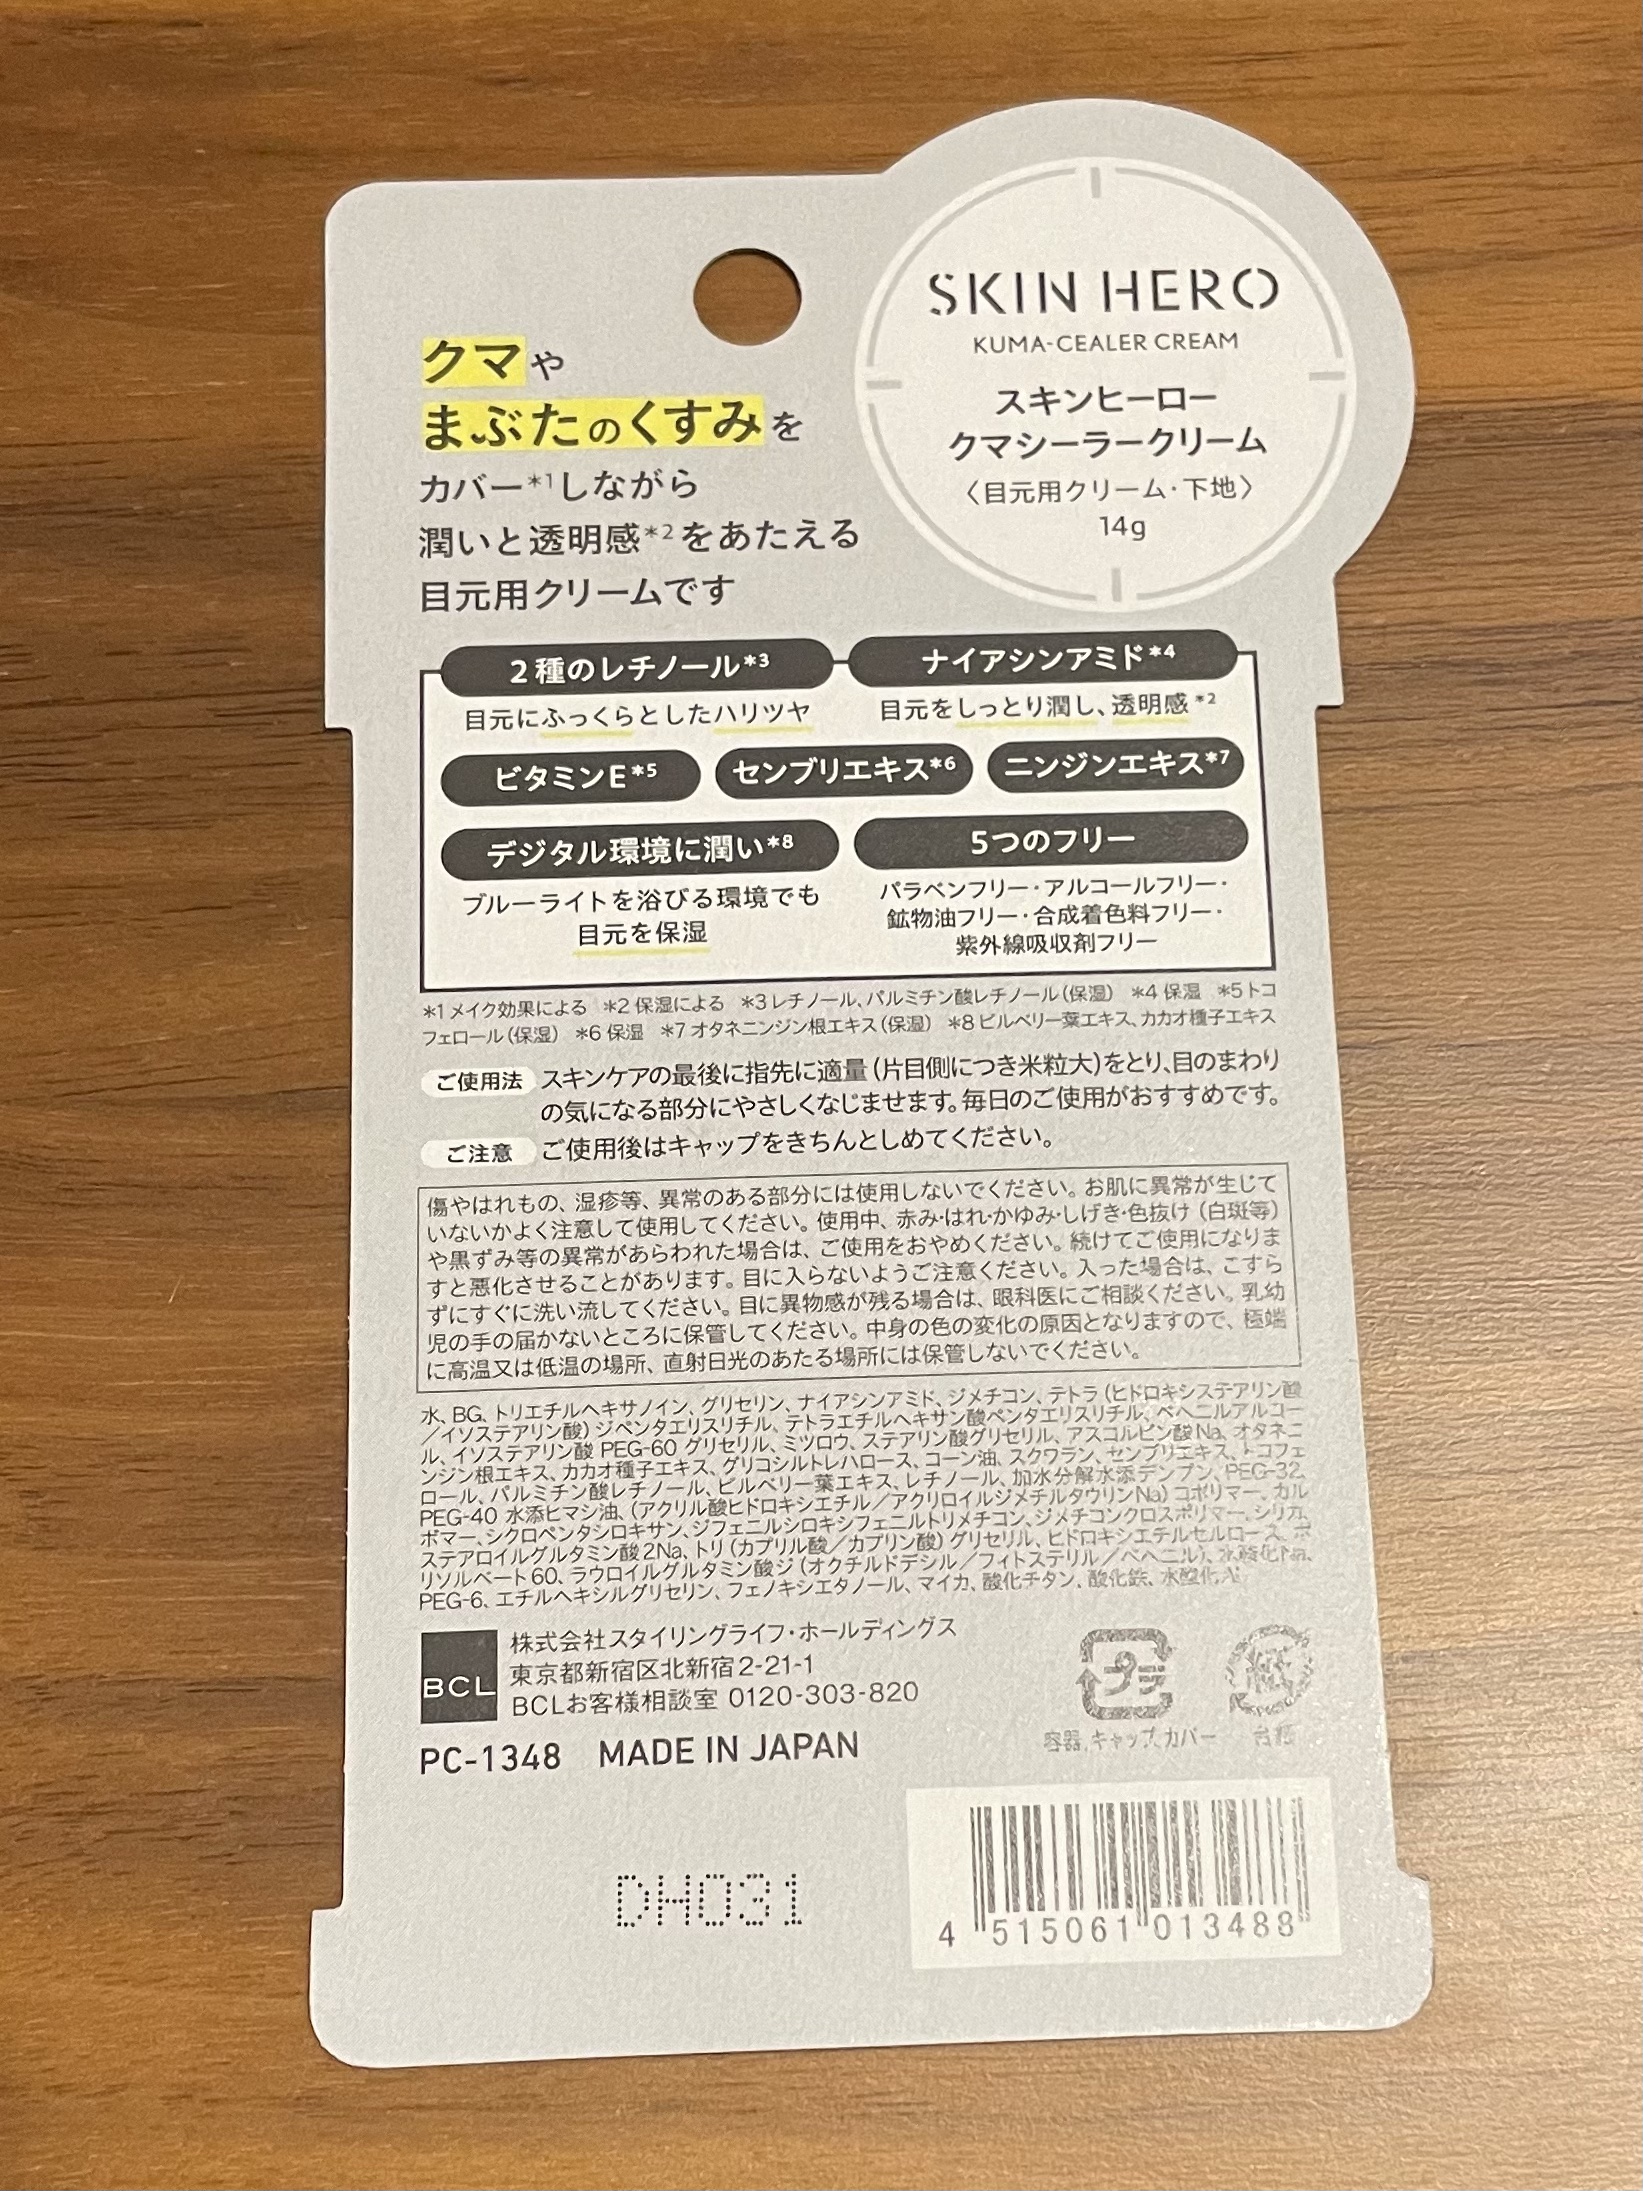 SKIN HERO
KUMA-CEALER CREAM
スキンヒーロー
クマシーラークリーム
〈目元用クリーム・下地〉
14g
クマや
まぶたのくすみを
カバー*1しながら
潤いと透明感*2をあたえる
目元用クリームです
2種のレチノール*3
ナイアシンアミド*4
目元にふっくらとしたハリツヤ
目元をしっとり潤し、透明感*2
ビタミンE*5
センブリエキス*6
ニンジンエキス*7
デジタル環境に潤い*8
5つのフリー
ブルーライトを浴びる環境でも
目元を保湿
パラベンフリー・アルコールフリー・
鉱物油フリー・合成着色料フリー・
紫外線吸収剤フリー
*1メイク効果による *2 保湿による *3レチノール、パルミチン酸レチノール(保湿) *4 保湿 *5トコ
フェロール(保湿) *6 保湿 *7 オタネニンジン根エキス(保湿) *8 ビルベリー葉エキス、カカオ種子エキス
ご使用法 スキンケアの最後に指先に適量(片目側につき米粒大)をとり、目のまわり
の気になる部分にやさしくなじませます。毎日のご使用がおすすめです。
ご注意 ご使用後はキャップをきちんとしめてください。
傷やはれもの、湿疹等、異常のある部分には使用しないでください。お肌に異常が生じて
いないかよく注意して使用してください。使用中、赤み・はれ・かゆみ・しげき・色抜け(白斑等)
や黒ずみ等の異常があらわれた場合は、ご使用をおやめください。続けてご使用になりま
すと悪化させることがあります。目に入らないようご注意ください。入った場合は、こすら
ずにすぐに洗い流してください。目に異物感が残る場合は、眼科医にご相談ください。乳幼
児の手の届かないところに保管してください。中身の色の変化の原因となりますので、極端
に高温又は低温の場所、直射日光のあたる場所には保管しないでください。
水、BG、トリエチルヘキサノイン、グリセリン、ナイアシンアミド、ジメチコン、テトラ(ヒドロキシステアリン酸
/イソステアリン酸)ジペンタエリスリチル、テトラエチルヘキサン酸ペンタエリスリチル、ベヘニルアルコー
ル、イソステアリン酸 PEG-60 グリセリル、ミツロウ、ステアリン酸グリセリル、アスコルビン酸Na、オタネニ
ンジン根エキス、カカオ種子エキス、グリコシルトレハロース、コーン油、スクワラン、センブリエキス、トコフェ
ロール、パルミチン酸レチノール、ビルベリー葉エキス、レチノール、加水分解水添デンプン、PEG-32、
PEG-40 水添ヒマシ油、(アクリル酸ヒドロキシエチル/アクリロイルジメチルタウリンNa)コポリマー、カル
ボマー、シクロペンタシロキサン、ジフェニルシロキシフェニルトリメチコン、ジメチコンクロスポリマー、シリカ、
ステアロイルグルタミン酸2Na、トリ(カプリル酸/カプリン酸)グリセリル、ヒドロキシエチルセルロース、ポ
リソルベート60、ラウロイルグルタミン酸ジ(オクチルドデシル/フィトステリル/ベヘニル)、水酸化Na、
PEG-6、エチルヘキシルグリセリン、フェノキシエタノール、マイカ、酸化チタン、酸化鉄、水酸化Al
BCL
株式会社スタイリングライフ・ホールディングス
東京都新宿区北新宿2-21-1
BCLお客様相談室 0120-303-820
プラ
紙
容器、キャップ、カバー
台紙
PC-1348 MADE IN JAPAN
DH031
4 515061 013488